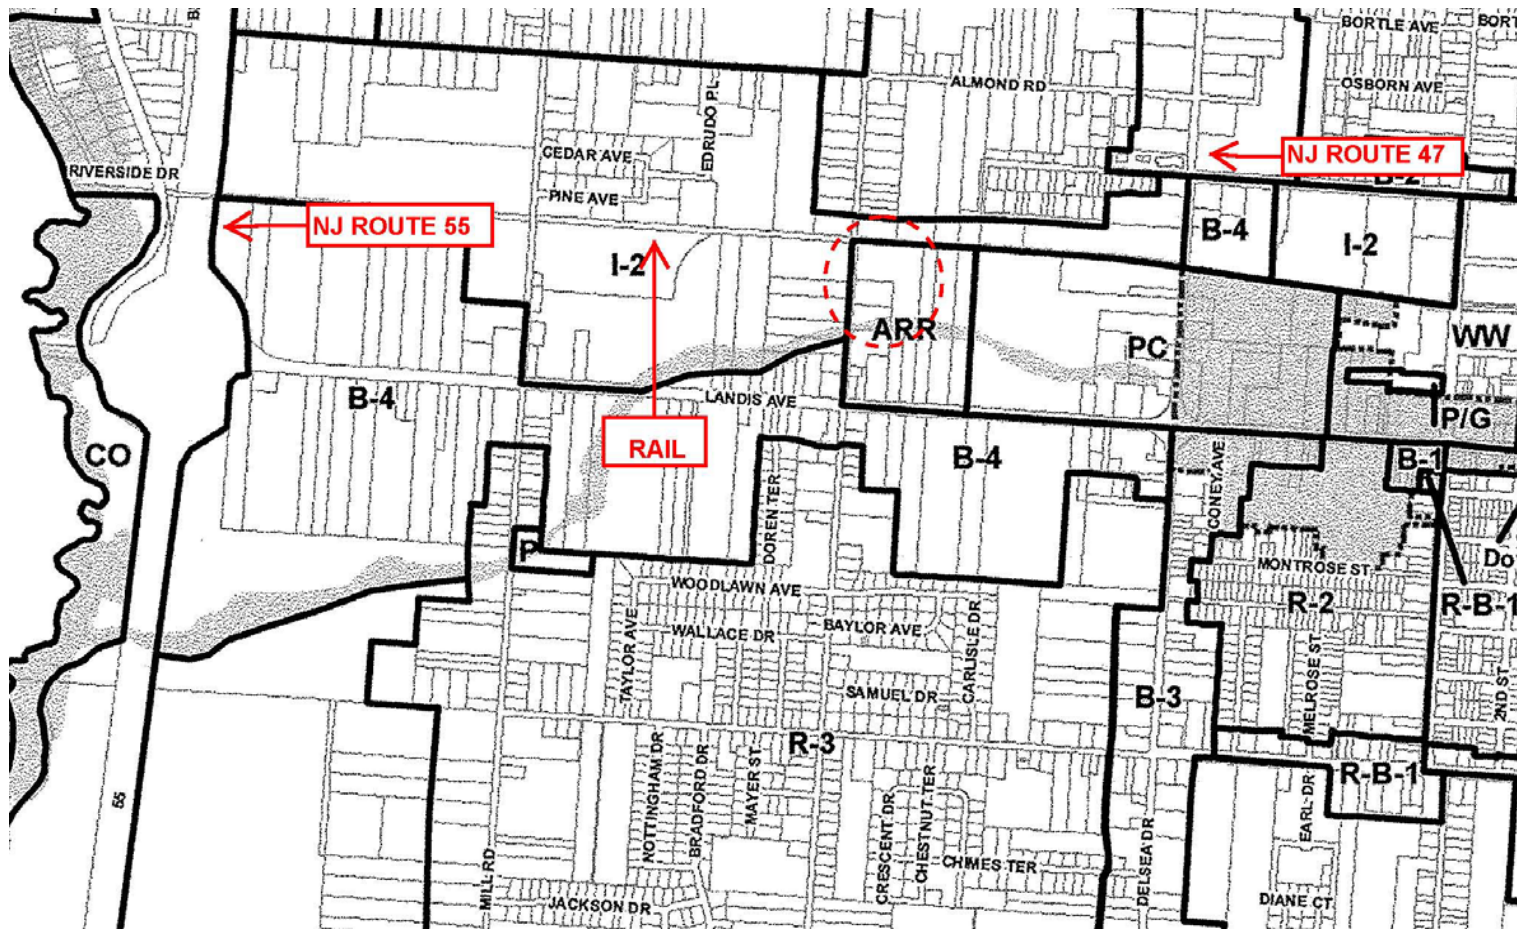 BORTLE AVE
BORT
ALMOND RD
OSBORN AVE
EDRUDO PL
CEDAR AVE
NJ ROUTE 47
B-2
RIVERSIDE DR
PINE AVE
NJ ROUTE 55
B-4
I-2
I-2
ARR
PC
WW
B-4
LANDIS AVE
P/G
RAIL
CO
B-4
B-1
CONEY AVE
DOREN TER
P
Do
MONTROSE ST
WOODLAWN AVE
R-2
R-B-1
TAYLOR AVE
WALLACE DR
BAYLOR AVE
CARLISLE DR
MELROSE ST
SAMUEL DR
B-3
2ND ST
R-3
NOTTINGHAM DR
BRADFORD DR
MAYER ST
R-B-1
55
CRESCENT DR
CHESTNUT TER
EARL DR
CHIMES TER
DELSEA DR
MILL RD
JACKSON DR
DIANE CT